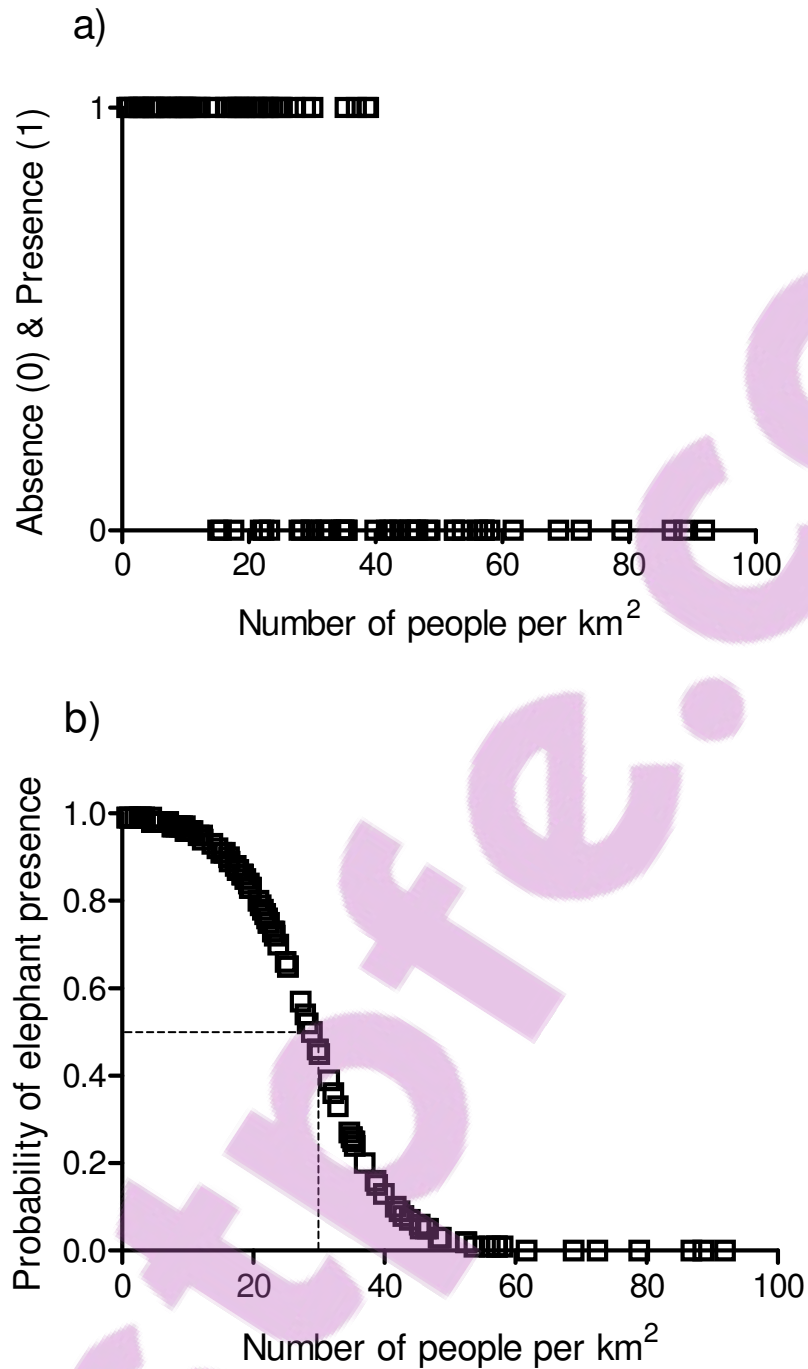 a)
Absence (0) & Presence (1)
1
0
0 20 40 60 80 100
Number of people per km²
b)
Probability of elephant presence
1.0
0.8
0.6
0.4
0.2
0.0
0 20 40 60 80 100
Number of people per km²